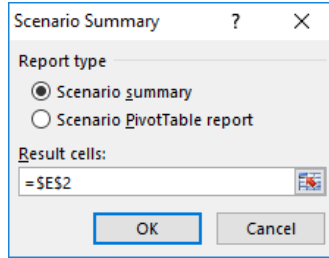 Scenario Summary ? ×
Report type
Scenario summary
Scenario PivotTable report
Result cells:
=$E$2
OK Cancel